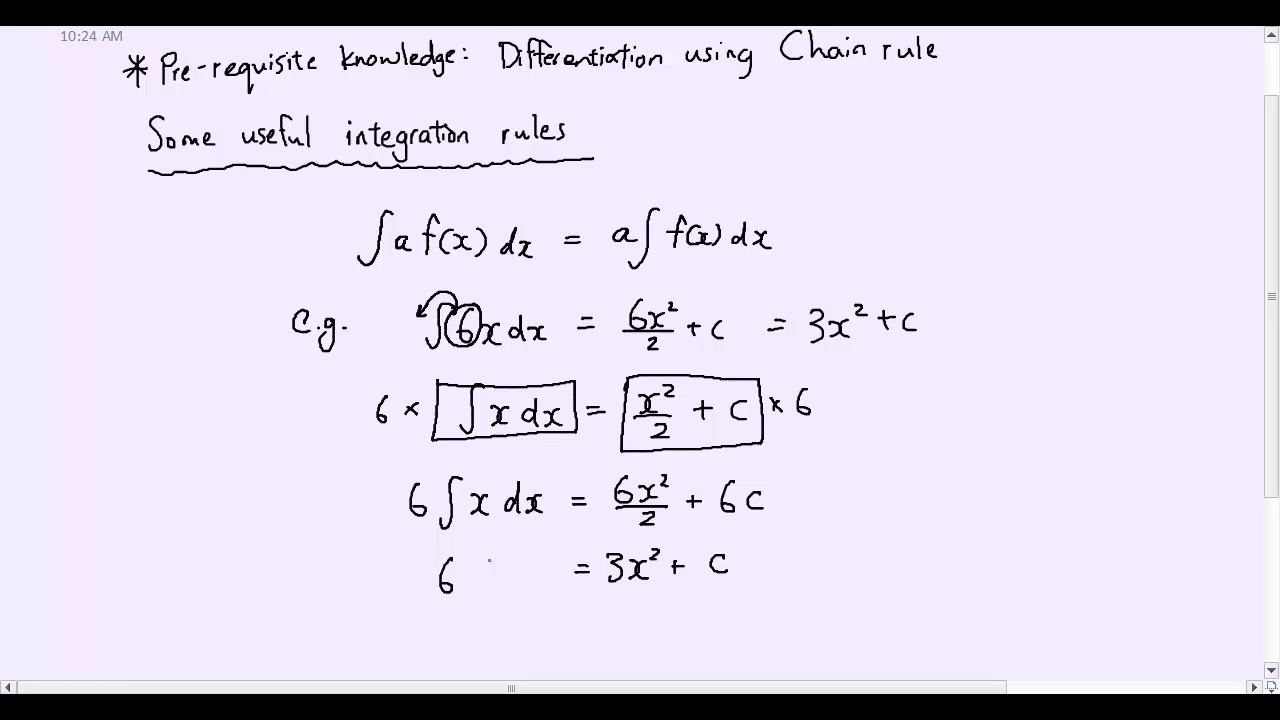 10:24 AM
* Pre-requisite knowledge: Differentiation using Chain rule
Some useful integration rules
∫ a f(x) dx = a ∫ f(x) dx
e.g. ∫ 6x dx = 6x²/2 + c = 3x² + c
6 × ∫ x dx = x²/2 + c × 6
6 ∫ x dx = 6x²/2 + 6c
6 = 3x² + c